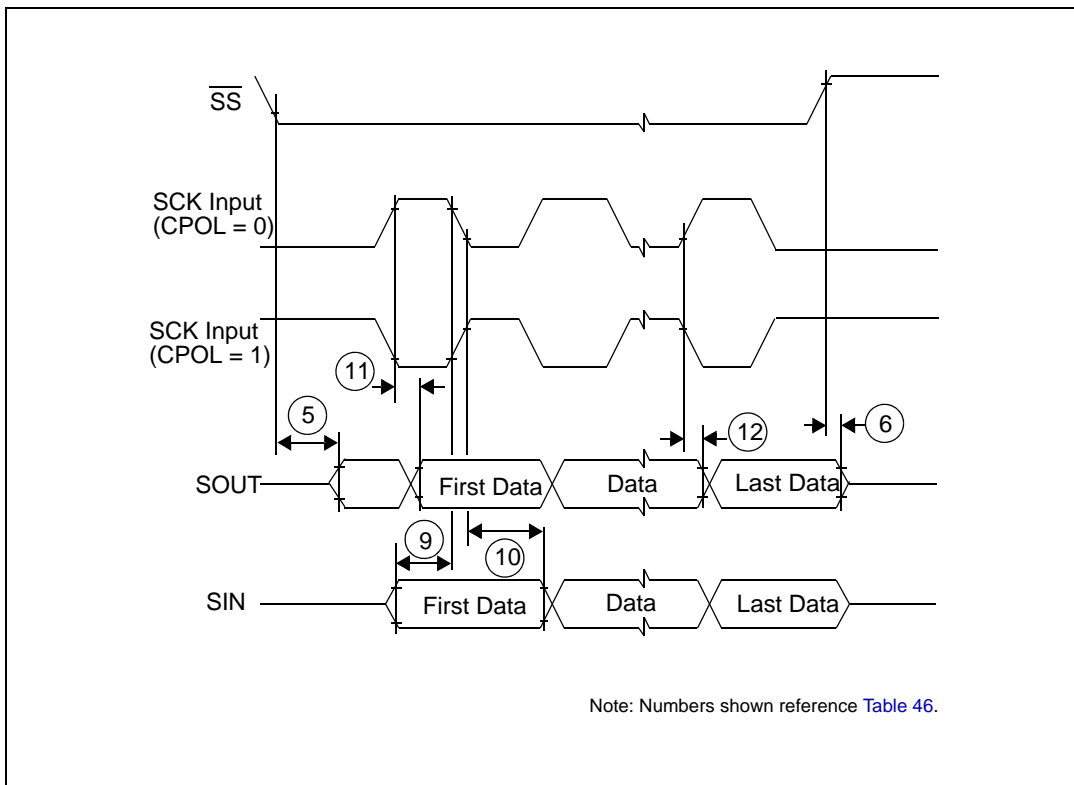 SS
SCK Input
(CPOL = 0)
SCK Input
(CPOL = 1)
11
5
12
6
SOUT
First Data
Data
Last Data
9
10
SIN
First Data
Data
Last Data
Note: Numbers shown reference Table 46.